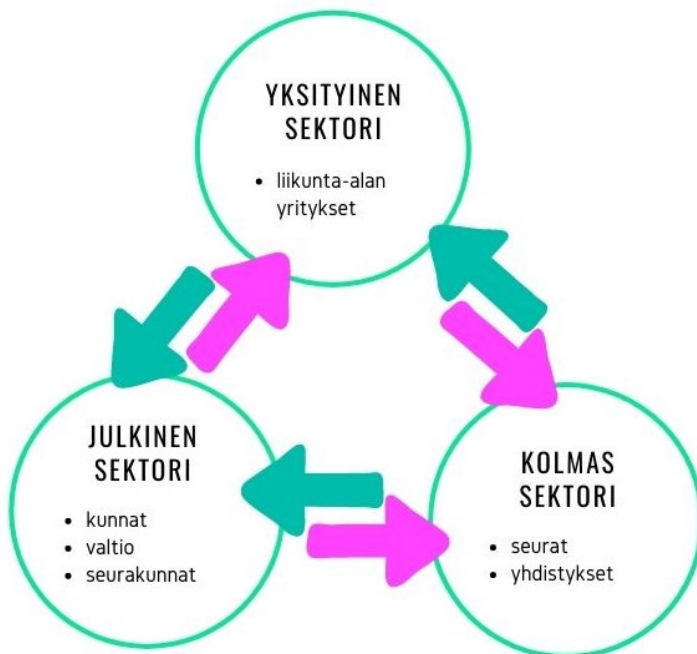 YKSITYINEN
SEKTORI
• liikunta-alan
yritykset
JULKINEN
SEKTORI
• kunnat
• valtio
• seurakunnat
KOLMAS
SEKTORI
• seurat
• yhdistykset